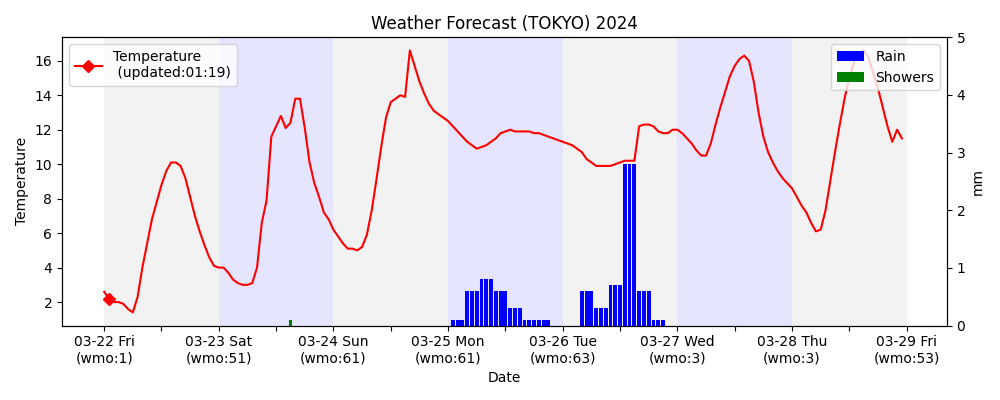 Weather Forecast (TOKYO) 2024
Temperature
(updated:01:19)
Rain
Showers
16
14
12
10
8
6
4
2
Temperature
5
4
3
2
1
0
mm
03-22 Fri
(wmo:1)
03-23 Sat
(wmo:51)
03-24 Sun
(wmo:61)
03-25 Mon
(wmo:61)
03-26 Tue
(wmo:63)
03-27 Wed
(wmo:3)
03-28 Thu
(wmo:3)
03-29 Fri
(wmo:53)
Date